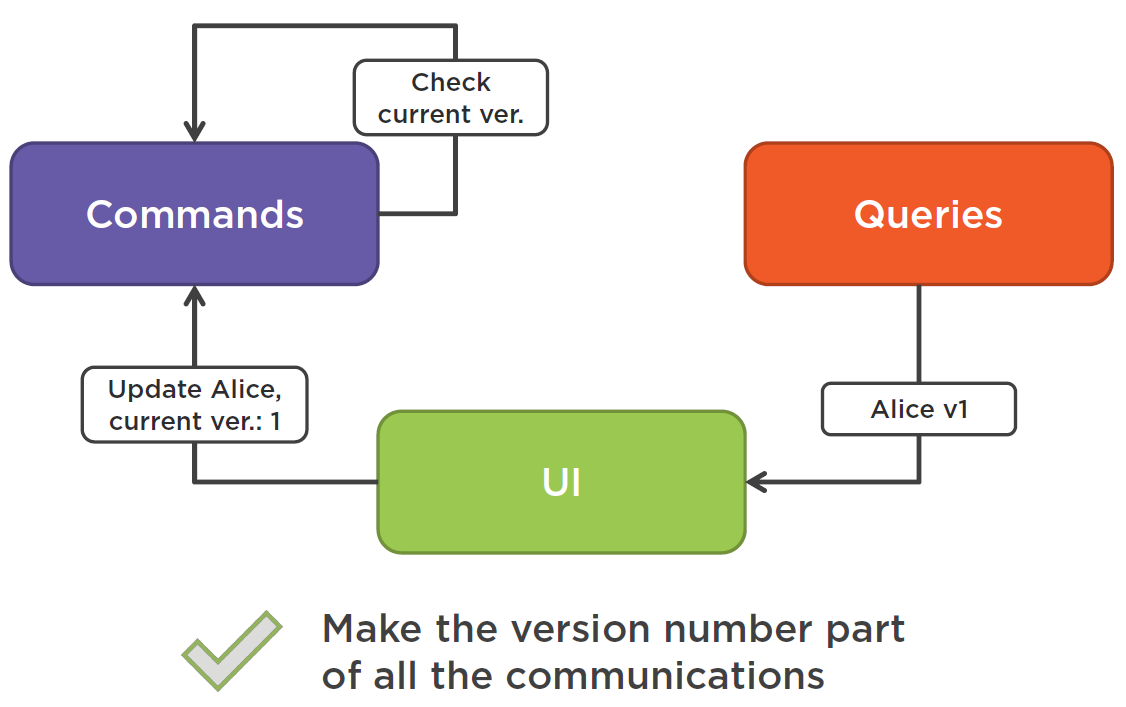 Check
current ver.
Commands
Queries
Update Alice,
current ver.: 1
Alice v1
UI
Make the version number part
of all the communications